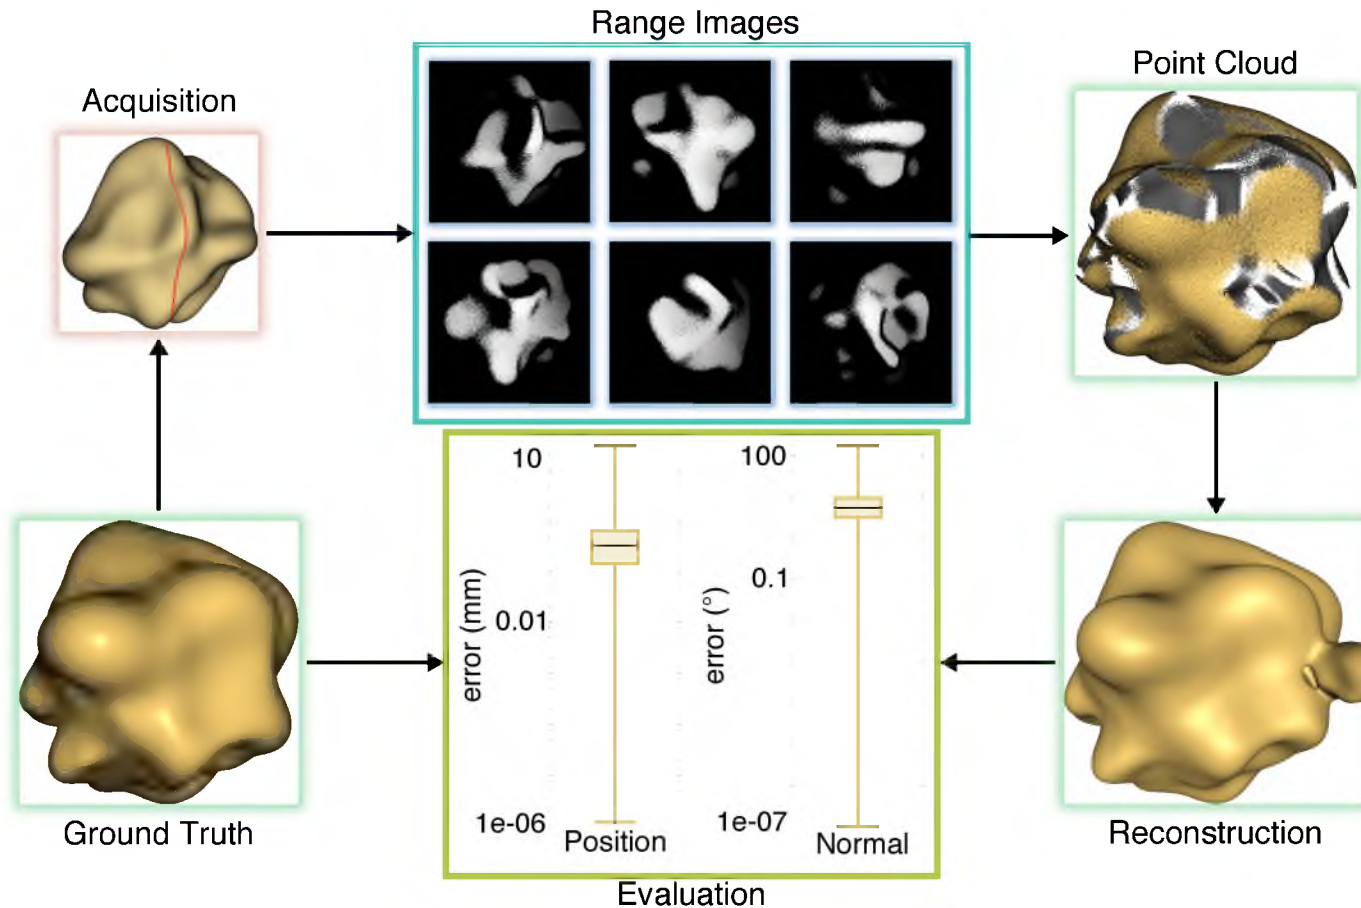 Range Images
Point Cloud
Acquisition
10
100
error (mm)
0.01
error (°)
0.1
1e-06
Position
1e-07
Normal
Ground Truth
Reconstruction
Evaluation